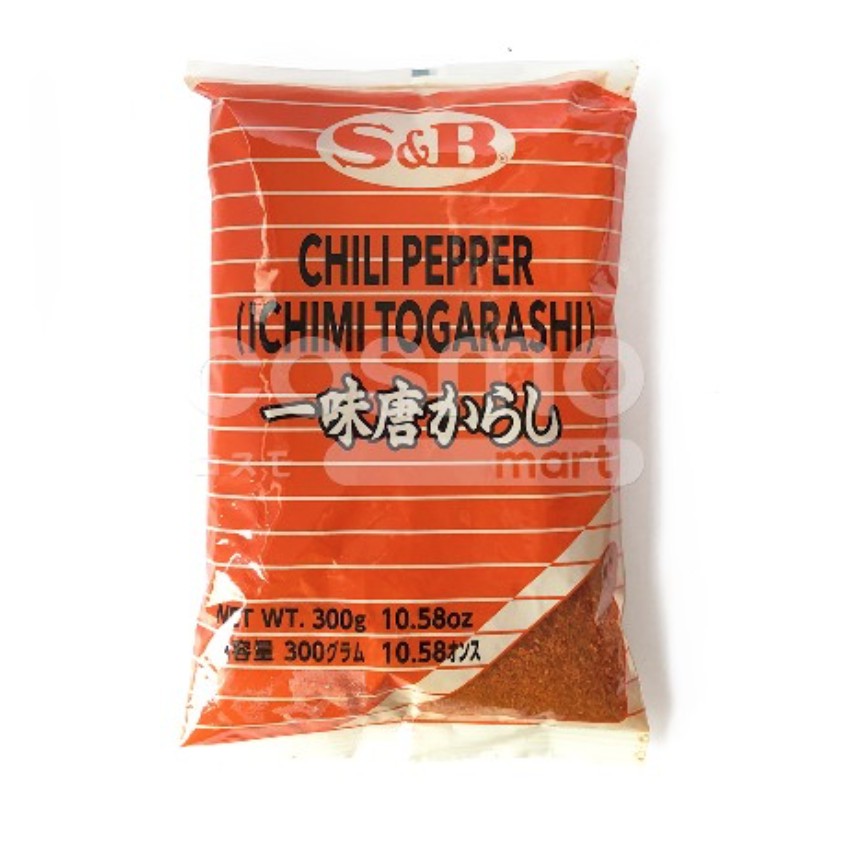 S&B
CHILI PEPPER
(ICHIMI TOGARASHI)
cosmo
一味唐からし
コスモ mart
NET WT. 300g 10.58oz
容量 300グラム 10.58オンス